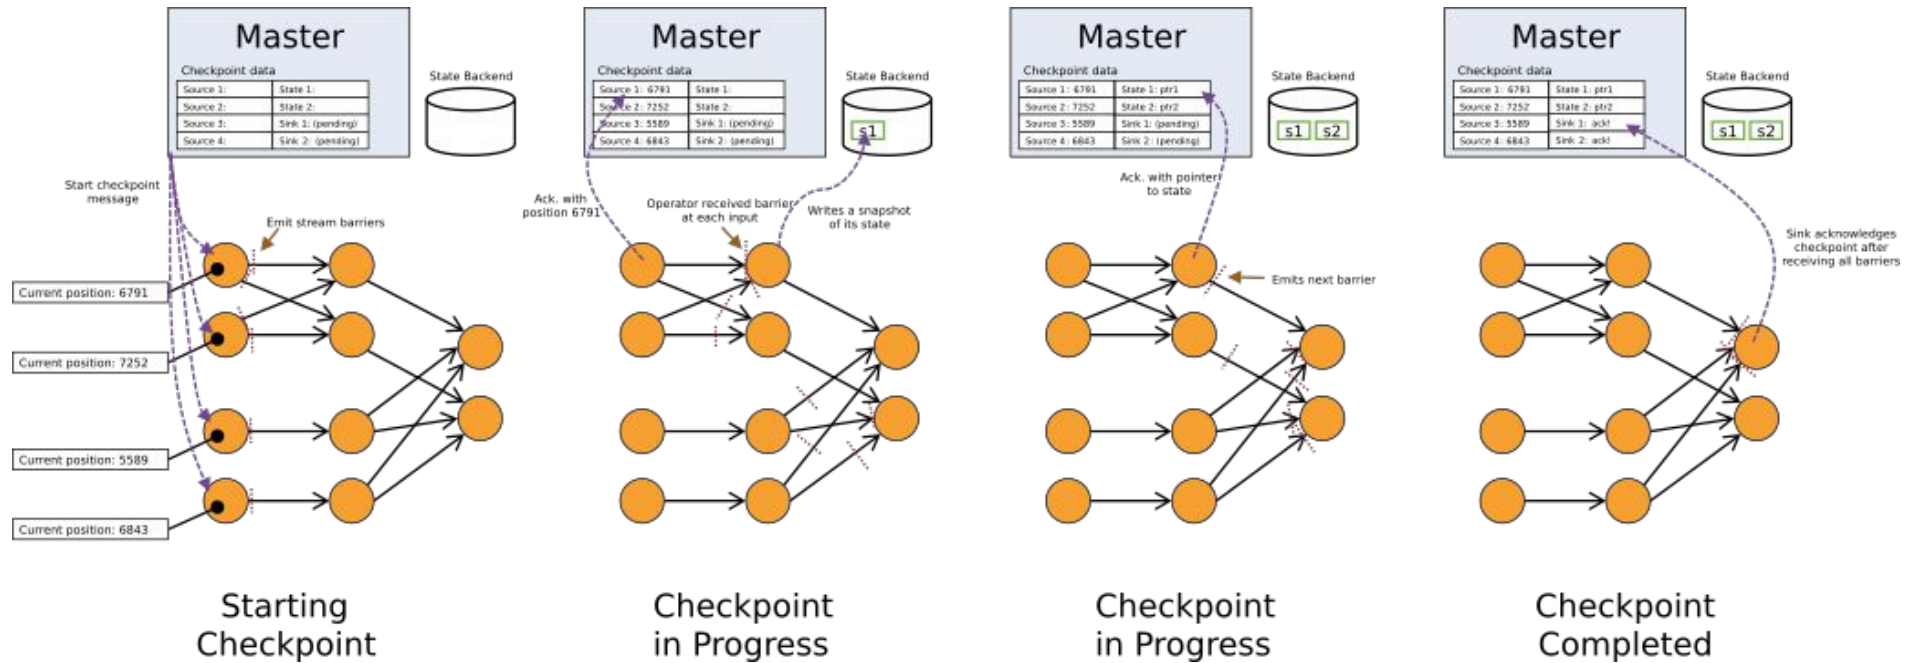 Master
Checkpoint data
Source 1:
State 1:
Source 2:
State 2:
Source 3:
Sink 1: (pending)
Source 4:
Sink 2: (pending)
State Backend
Start checkpoint
message
Emit stream barriers
Current position: 6791
Current position: 7252
Current position: 5589
Current position: 6843
Starting
Checkpoint
Master
Checkpoint data
Source 1: 6791
State 1:
Source 2: 7252
State 2:
Source 3: 5589
Sink 1: (pending)
Source 4: 6843
Sink 2: (pending)
State Backend
s1
Ack. with
position 6791
Operator received barrier
at each input
Writes a snapshot
of its state
Checkpoint
in Progress
Master
Checkpoint data
Source 1: 6791
State 1: ptr1
Source 2: 7252
State 2: ptr2
Source 3: 5589
Sink 1: (pending)
Source 4: 6843
Sink 2: (pending)
State Backend
s1
s2
Ack. with pointer
to state
Emits next barrier
Checkpoint
in Progress
Master
Checkpoint data
Source 1: 6791
State 1: ptr1
Source 2: 7252
State 2: ptr2
Source 3: 5589
Sink 1: ack!
Source 4: 6843
Sink 2: ack!
State Backend
s1
s2
Sink acknowledges
checkpoint after
receiving all barriers
Checkpoint
Completed